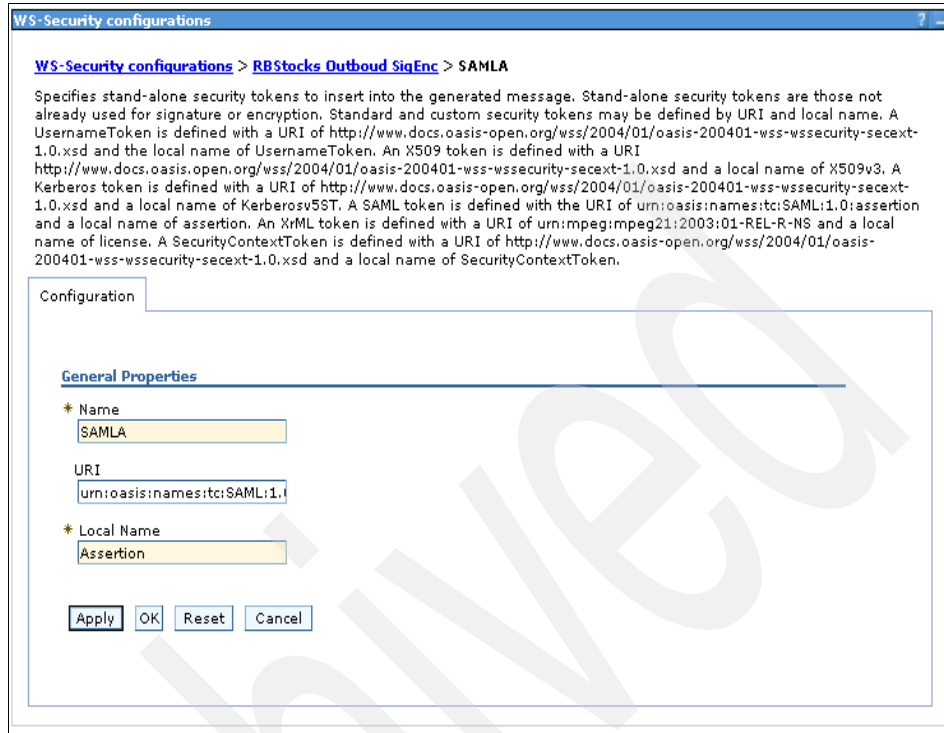 WS-Security configurations ? _
WS-Security configurations > RBStocks Outboud SigEnc > SAMLA
Specifies stand-alone security tokens to insert into the generated message. Stand-alone security tokens are those not
already used for signature or encryption. Standard and custom security tokens may be defined by URI and local name. A
UsernameToken is defined with a URI of http://www.docs.oasis-open.org/wss/2004/01/oasis-200401-wss-wssecurity-secext-
1.0.xsd and the local name of UsernameToken. An X509 token is defined with a URI
http://www.docs.oasis-open.org/wss/2004/01/oasis-200401-wss-wssecurity-secext-1.0.xsd and a local name of X509v3. A
Kerberos token is defined with a URI of http://www.docs.oasis-open.org/wss/2004/01/oasis-200401-wss-wssecurity-secext-
1.0.xsd and a local name of Kerberosv5ST. A SAML token is defined with the URI of urn:oasis:names:tc:SAML:1.0:assertion
and a local name of assertion. An XrML token is defined with a URI of urn:mpeg:mpeg21:2003:01-REL-R-NS and a local
name of license. A SecurityContextToken is defined with a URI of http://www.docs.oasis-open.org/wss/2004/01/oasis-
200401-wss-wssecurity-secext-1.0.xsd and a local name of SecurityContextToken.
Configuration
General Properties
* Name
SAMLA
URI
urn:oasis:names:tc:SAML:1.
* Local Name
Assertion
Apply OK Reset Cancel
hived